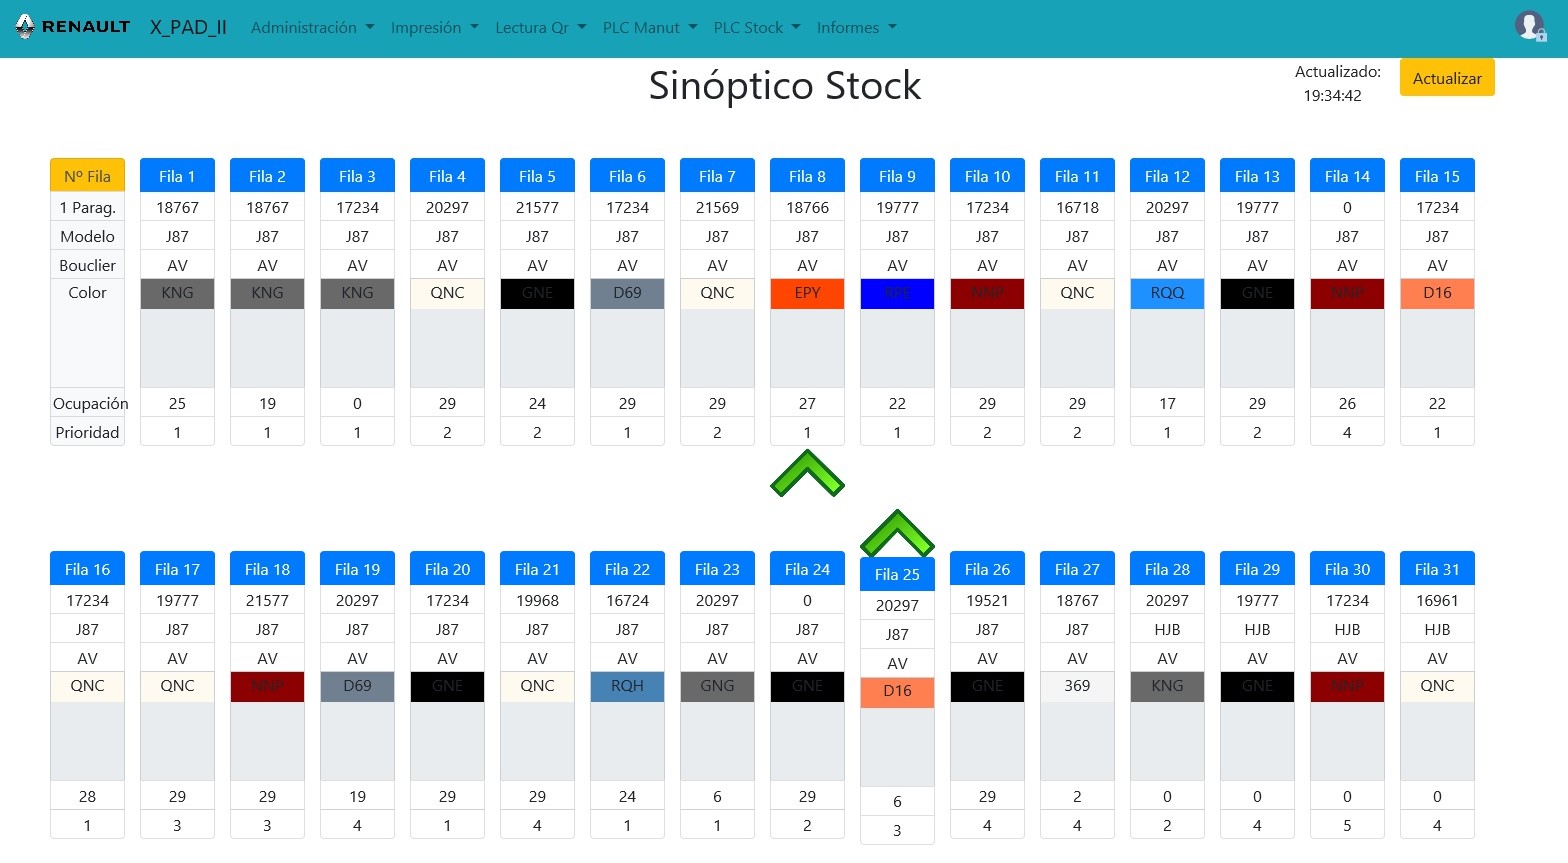 RENAULT X_PAD_II Administración Impresión Lectura Qr PLC Manut PLC Stock Informes
Sinóptico Stock
Actualizado:
19:34:42
Actualizar
Nº Fila Fila 1 Fila 2 Fila 3 Fila 4 Fila 5 Fila 6 Fila 7 Fila 8 Fila 9 Fila 10 Fila 11 Fila 12 Fila 13 Fila 14 Fila 15
1 Parag. 18767 18767 17234 20297 21577 17234 21569 18766 19777 17234 16718 20297 19777 0 17234
Modelo J87 J87 J87 J87 J87 J87 J87 J87 J87 J87 J87 J87 J87 J87 J87
Bouclier AV AV AV AV AV AV AV AV AV AV AV AV AV AV AV
Color KNG KNG KNG QNC GNE D69 QNC EPY NNP QNC RQQ GNE NNP D16
Ocupación 25 19 0 29 24 29 29 27 22 29 29 17 29 26 22
Prioridad 1 1 1 2 2 1 2 1 1 2 2 1 2 4 1
Fila 16 Fila 17 Fila 18 Fila 19 Fila 20 Fila 21 Fila 22 Fila 23 Fila 24 Fila 25 Fila 26 Fila 27 Fila 28 Fila 29 Fila 30 Fila 31
17234 19777 21577 20297 17234 19968 16724 20297 0 20297 19521 18767 20297 19777 17234 16961
J87 J87 J87 J87 J87 J87 J87 J87 J87 J87 J87 J87 HJB HJB HJB HJB
AV AV AV AV AV AV AV AV AV AV AV AV AV AV AV AV
QNC QNC NNP D69 GNE QNC RQH GNG GNE D16 GNE 369 KNG GNE NNP QNC
28 29 29 19 29 29 24 6 29 6 29 2 0 0 0 0
1 3 3 4 1 4 1 1 2 3 4 4 2 4 5 4